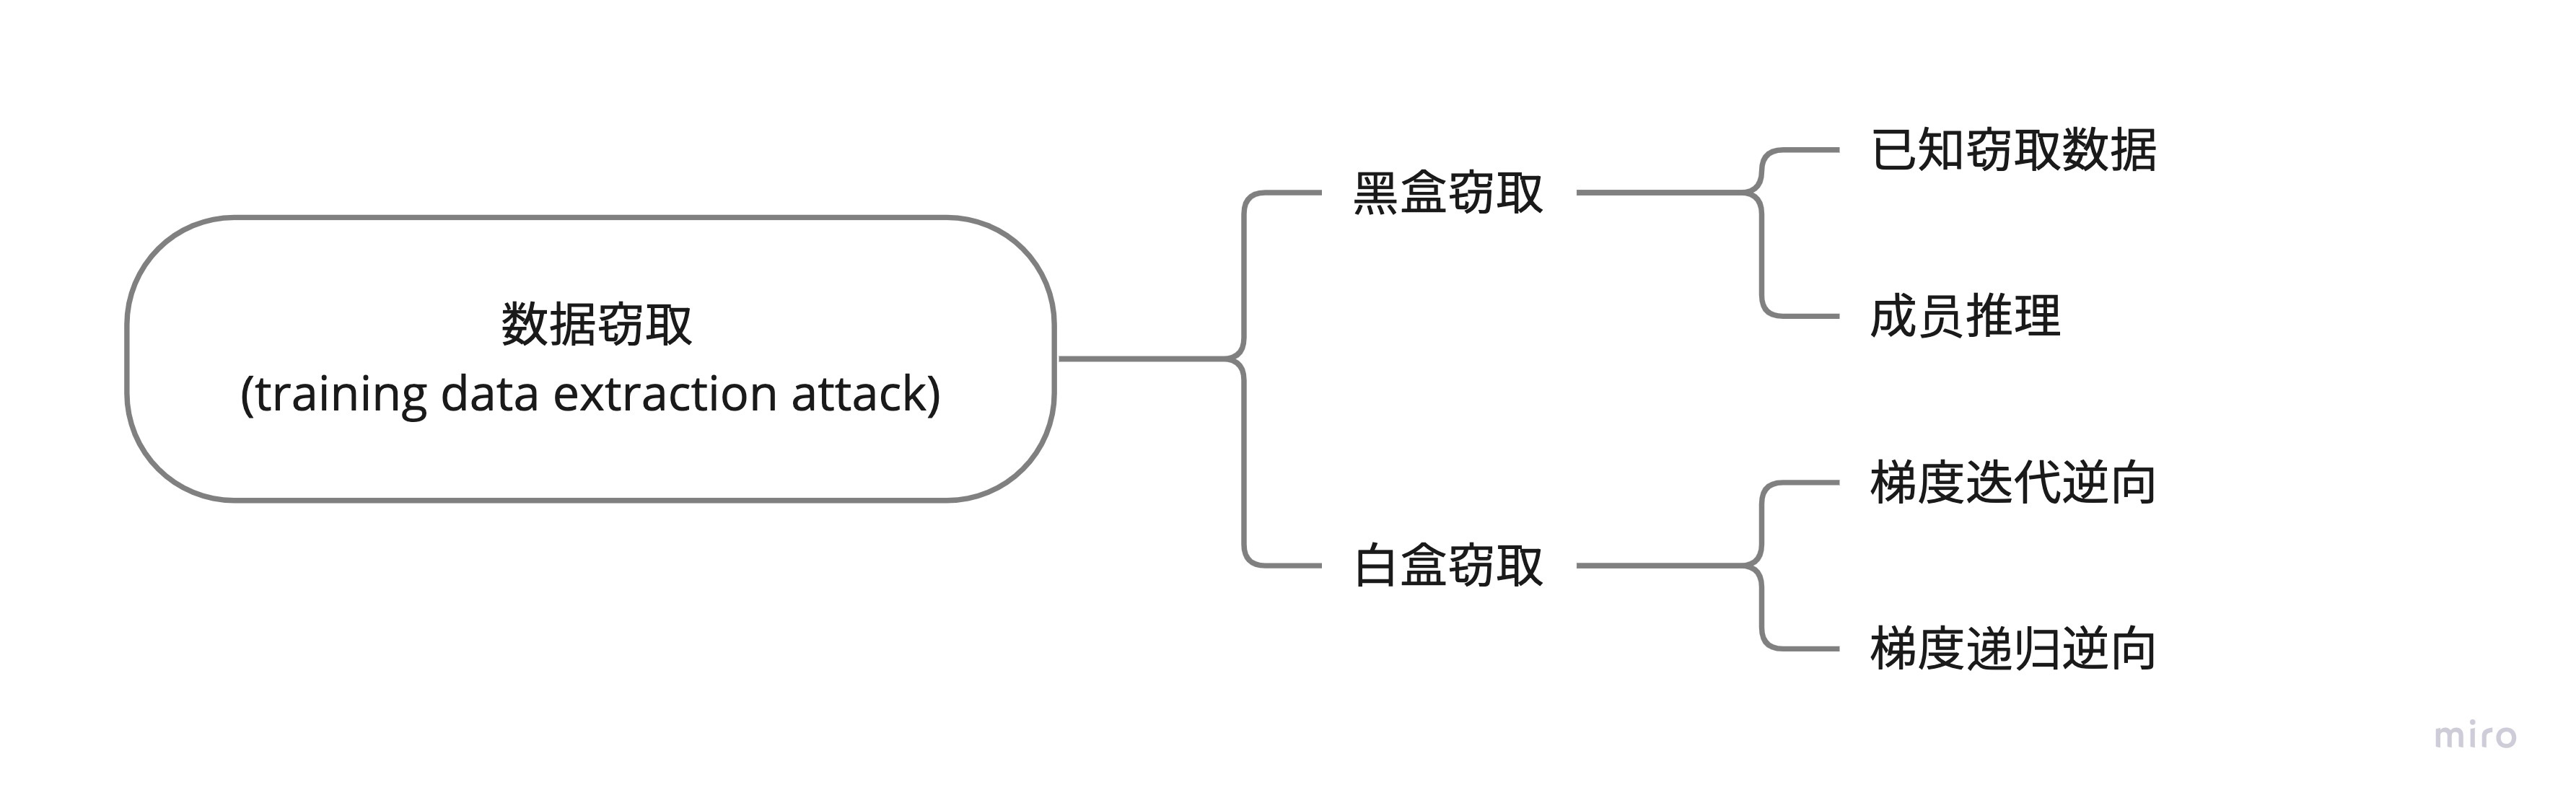 数据窃取
(training data extraction attack)
黑盒窃取
已知窃取数据
成员推理
白盒窃取
梯度迭代逆向
梯度递归逆向
miro